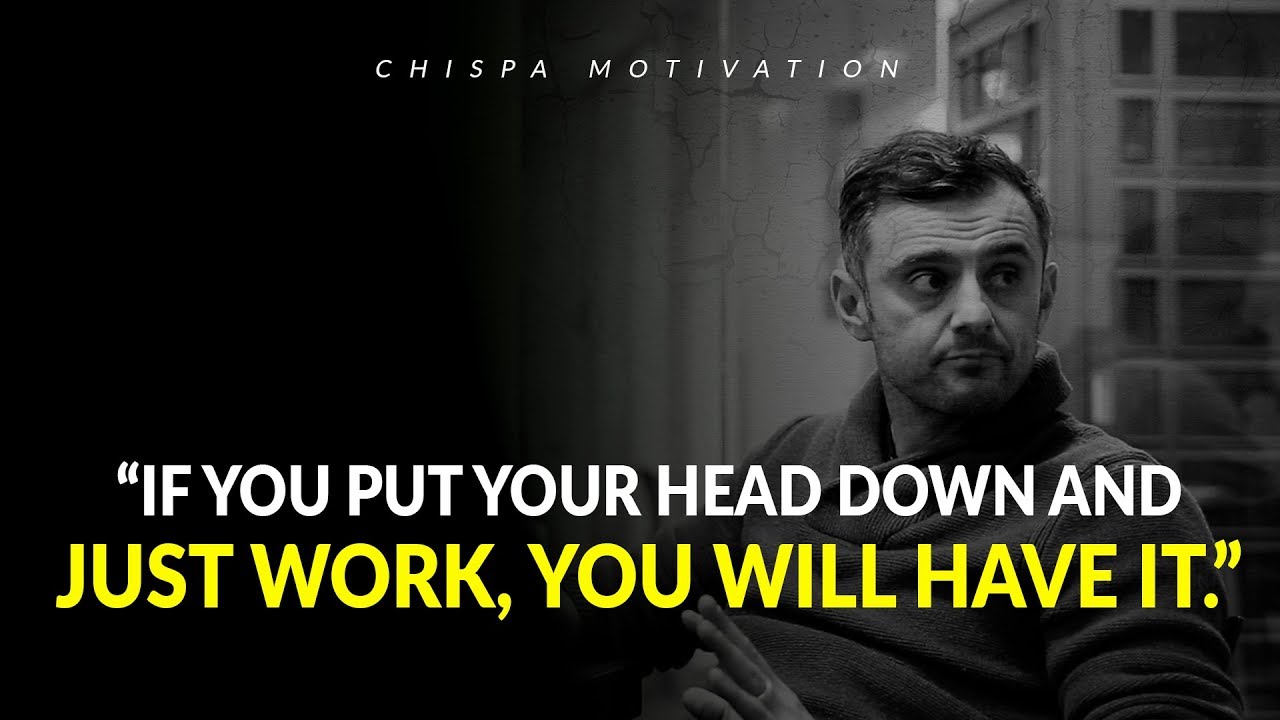 CHISPA MOTIVATION
“IF YOU PUT YOUR HEAD DOWN AND
JUST WORK, YOU WILL HAVE IT.”